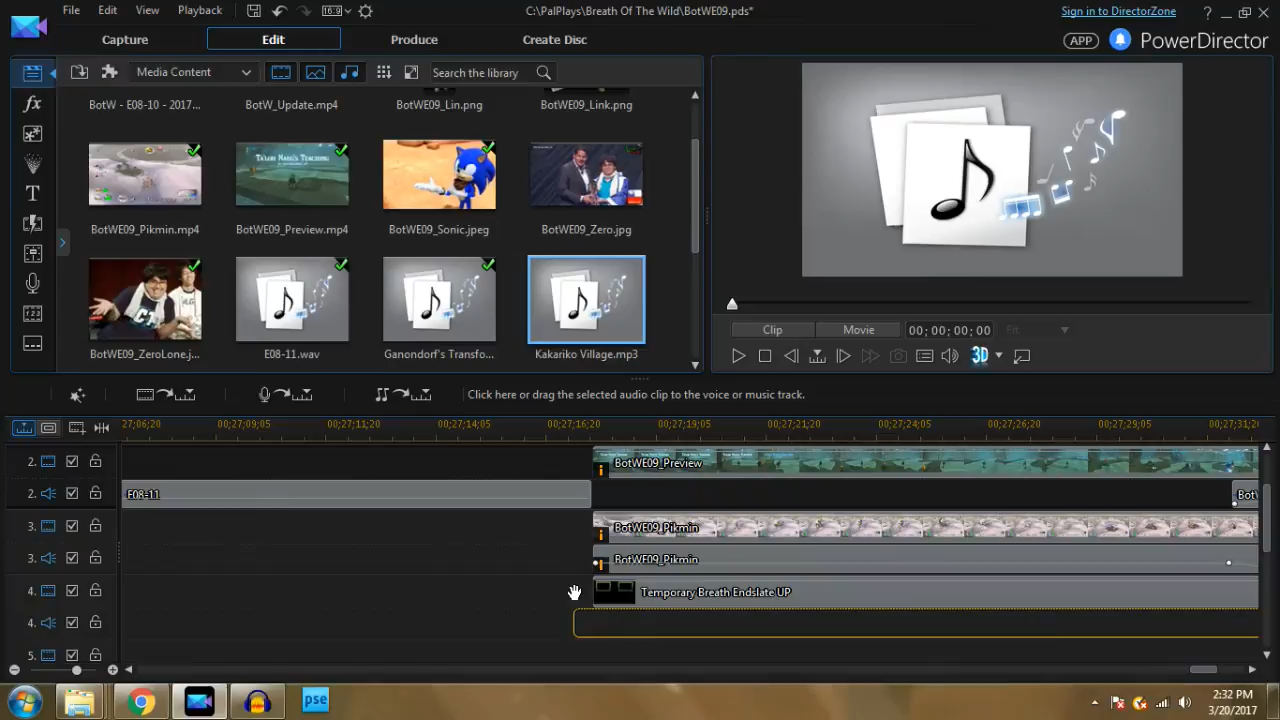 File Edit View Playback 16:9 C:\PalPlays\Breath Of The Wild\BotWE09.pds* Sign in to DirectorZone ?
Capture Edit Produce Create Disc APP PowerDirector
Media Content Search the library
BotW - E08-10 - 2017... BotW_Update.mp4 BotWE09_Lin.png BotWE09_Link.png
BotWE09_Pikmin.mp4 BotWE09_Preview.mp4 BotWE09_Sonic.jpeg BotWE09_Zero.jpg
fx
T
Clip Movie 00;00;00;00 Fit
BotWE09_ZeroLone.j... E08-11.wav Ganondorf's Transfo... Kakariko Village.mp3
3D
Click here or drag the selected audio clip to the voice or music track.
27;06;20 00;27;09;05 00;27;11;20 00;27;14;05 00;27;16;20 00;27;19;05 00;27;21;20 00;27;24;05 00;27;26;20 00;27;29;05 00;27;31;20
2. BotWE09_Preview
2. E08-11 Bot
3. BotWE09_Pikmin
3. BotWE09_Pikmin
4. Temporary Breath Endslate UP
4.
5.
pse
2:32 PM
3/20/2017